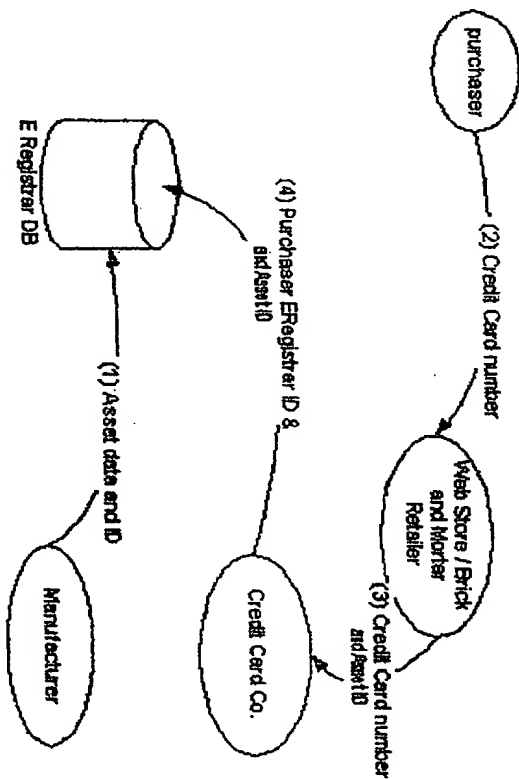 purchaser
(2) Credit Card number
Web Store / Brick
and Morter
Retailer
(3) Credit Card number
and Asset ID
Credit Card Co.
(4) Purchaser ERegistrar ID &
and Asset ID
E Registrar DB
(1) Asset data and ID
Manufacturer